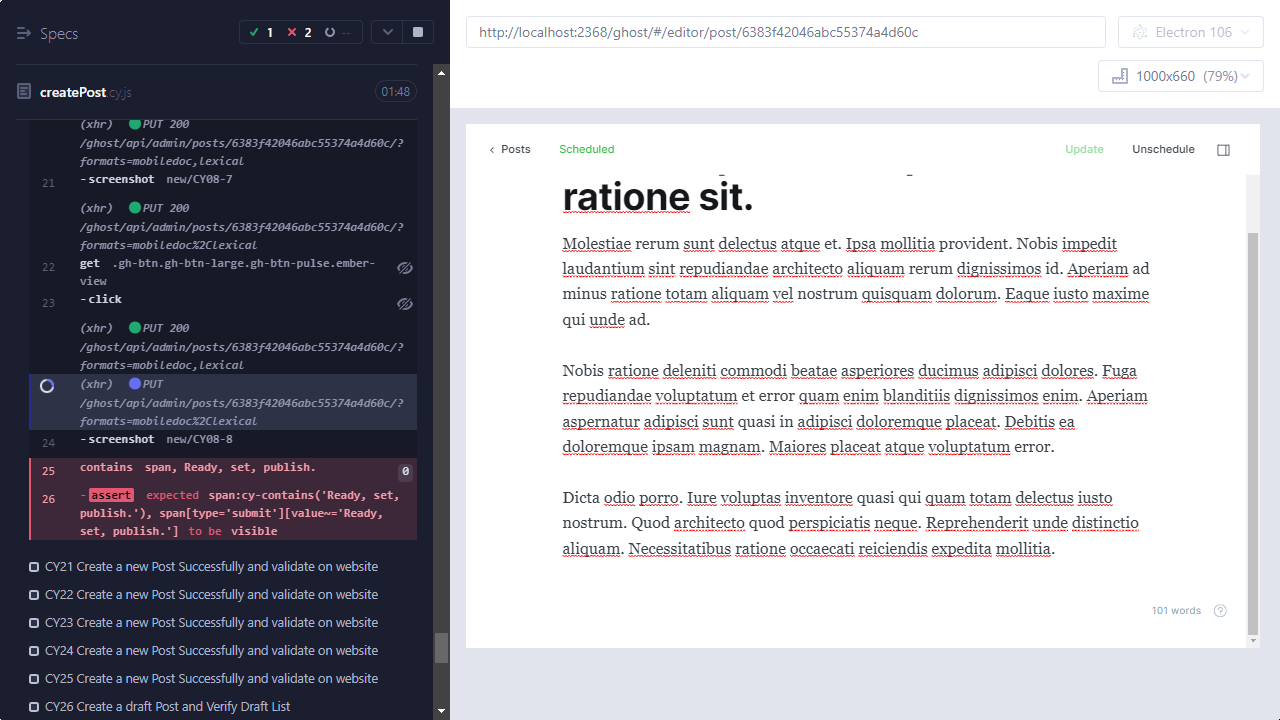 Specs
1
2
--
createPost.cy.js
01:48
(xhr) PUT 200
/ghost/api/admin/posts/6383f42046abc55374a4d60c/?
formats=mobiledoc,lexical
21 -screenshot new/CY08-7
(xhr) PUT 200
/ghost/api/admin/posts/6383f42046abc55374a4d60c/?
formats=mobiledoc%2Clexical
22 get .gh-btn.gh-btn-large.gh-btn-pulse.ember-
view
23 -click
(xhr) PUT 200
/ghost/api/admin/posts/6383f42046abc55374a4d60c/?
formats=mobiledoc,lexical
(xhr) PUT
/ghost/api/admin/posts/6383f42046abc55374a4d60c/?
formats=mobiledoc%2Clexical
24 -screenshot new/CY08-8
25 contains span, Ready, set, publish. 0
26 -assert expected span:cy-contains('Ready, set,
publish.'), span[type='submit'][value~='Ready,
set, publish.'] to be visible
CY21 Create a new Post Successfully and validate on website
CY22 Create a new Post Successfully and validate on website
CY23 Create a new Post Successfully and validate on website
CY24 Create a new Post Successfully and validate on website
CY25 Create a new Post Successfully and validate on website
CY26 Create a draft Post and Verify Draft List
http://localhost:2368/ghost/#/editor/post/6383f42046abc55374a4d60c
Electron 106
1000x660 (79%)
Posts
Scheduled
Update
Unschedule
ratione sit.
Molestiae rerum sunt delectus atque et. Ipsa mollitia provident. Nobis impedit
laudantium sint repudiandae architecto aliquam rerum dignissimos id. Aperiam ad
minus ratione totam aliquam vel nostrum quisquam dolorum. Eaque iusto maxime
qui unde ad.
Nobis ratione deleniti commodi beatae asperiores ducimus adipisci dolores. Fuga
repudiandae voluptatum et error quam enim blanditiis dignissimos enim. Aperiam
aspernatur adipisci sunt quasi in adipisci doloremque placeat. Debitis ea
doloremque ipsam magnam. Maiores placeat atque voluptatum error.
Dicta odio porro. Iure voluptas inventore quasi qui quam totam delectus iusto
nostrum. Quod architecto quod perspiciatis neque. Reprehenderit unde distinctio
aliquam. Necessitatibus ratione occaecati reiciendis expedita mollitia.
101 words
?